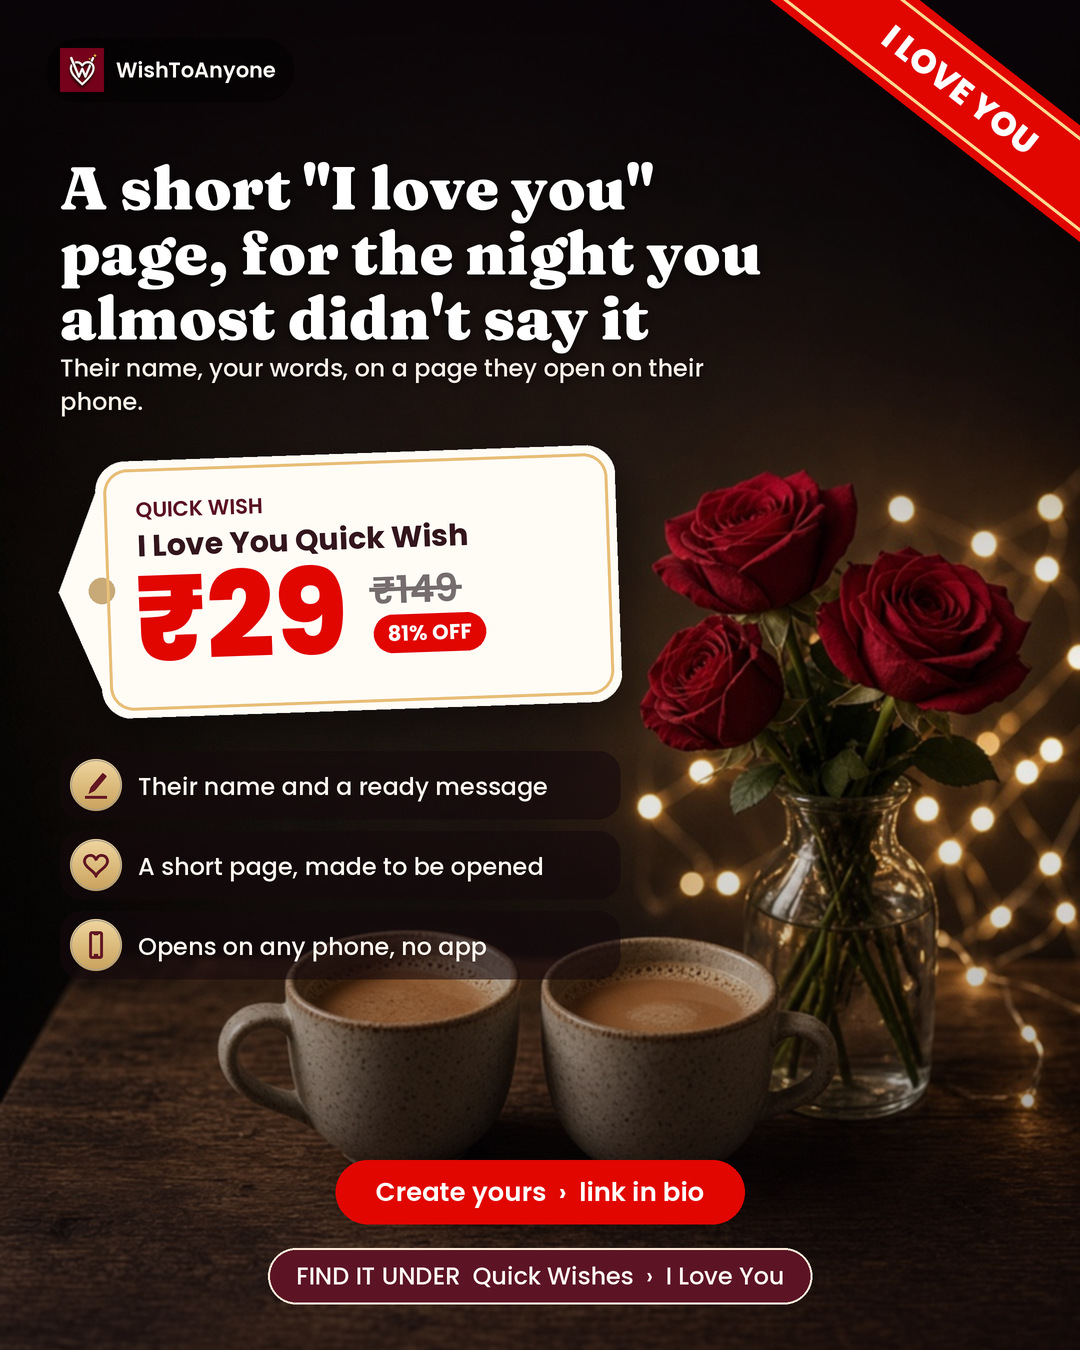 WishToAnyone
I LOVE YOU
A short "I love you"
page, for the night you
almost didn't say it
Their name, your words, on a page they open on their
phone.
QUICK WISH
I Love You Quick Wish
₹29
₹149
81% OFF
Their name and a ready message
A short page, made to be opened
Opens on any phone, no app
Create yours › link in bio
FIND IT UNDER Quick Wishes › I Love You